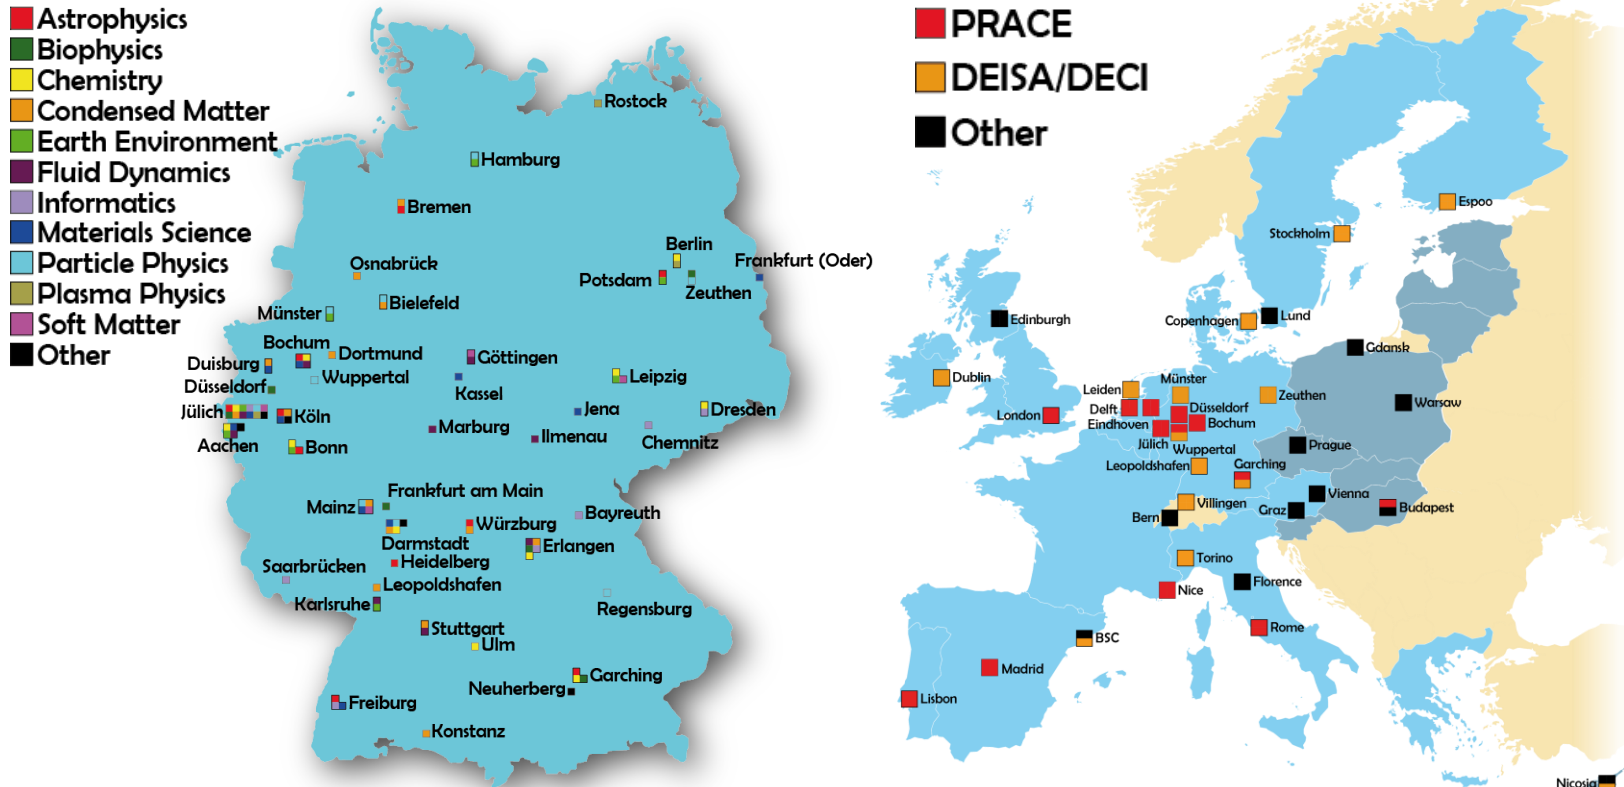 Astrophysics
Biophysics
Chemistry
Condensed Matter
Earth Environment
Fluid Dynamics
Informatics
Materials Science
Particle Physics
Plasma Physics
Soft Matter
Other
Rostock
Hamburg
Bremen
Berlin
Osnabrück
Frankfurt (Oder)
Potsdam
Zeuthen
Bielefeld
Münster
Bochum
Dortmund
Göttingen
Duisburg
Wuppertal
Leipzig
Düsseldorf
Kassel
Jülich
Köln
Jena
Dresden
Marburg
Ilmenau
Chemnitz
Aachen
Bonn
Frankfurt am Main
Mainz
Bayreuth
Würzburg
Darmstadt
Erlangen
Heidelberg
Saarbrücken
Leopoldshafen
Karlsruhe
Regensburg
Stuttgart
Ulm
Garching
Neuherberg
Freiburg
Konstanz
PRACE
DEISA/DECI
Other
Espoo
Stockholm
Edinburgh
Copenhagen
Lund
Gdansk
Dublin
Münster
Leiden
Zeuthen
Warsaw
Delft
Düsseldorf
London
Eindhoven
Bochum
Jülich
Wuppertal
Prague
Leopoldshafen
Garching
Vienna
Villingen
Budapest
Bern
Graz
Torino
Florence
Nice
Rome
BSC
Madrid
Lisbon
Nicosia